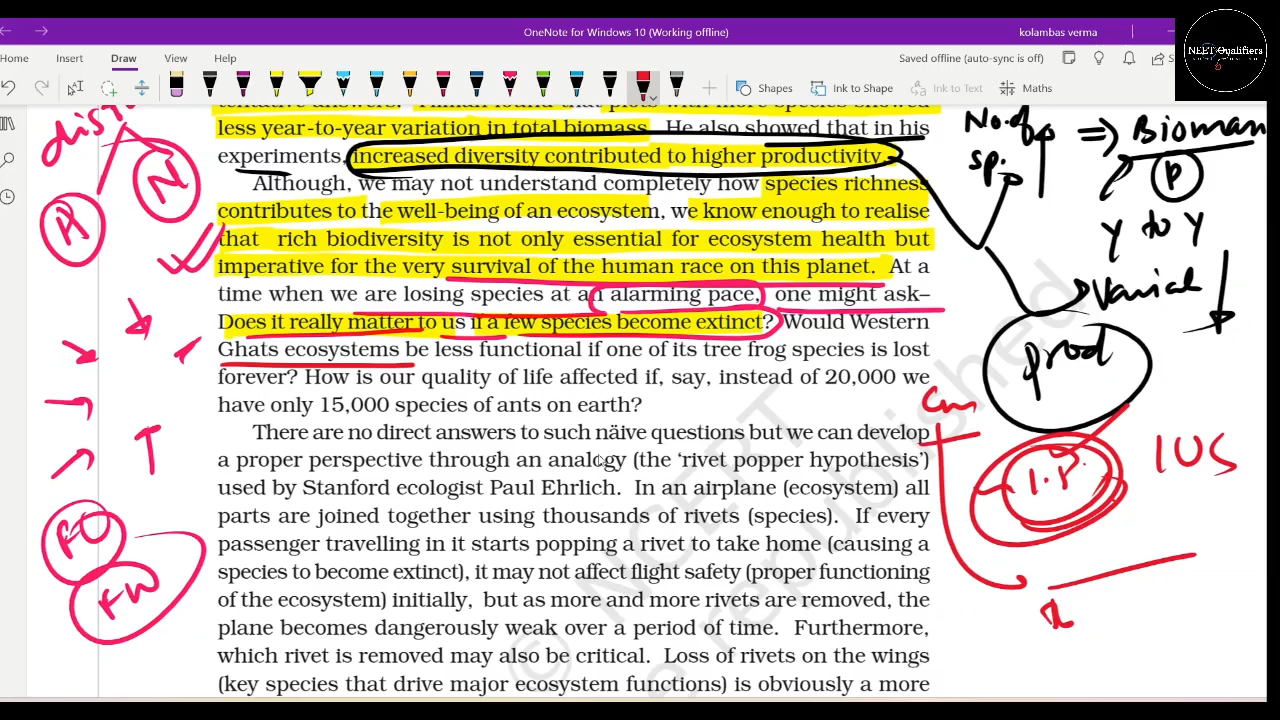 OneNote for Windows 10 (Working offline)
kolambas verma
NEET Qualifiers
Home Insert Draw View
Saved offline (auto-sync is off)
Shapes Ink to Shape Ink to Text Maths
less year-to-year variation in total biomass. He also showed that in his
experiments, increased diversity contributed to higher productivity.
Although, we may not understand completely how species richness
contributes to the well-being of an ecosystem, we know enough to realise
that rich biodiversity is not only essential for ecosystem health but
imperative for the very survival of the human race on this planet. At a
time when we are losing species at an alarming pace, one might ask–
Does it really matter to us if a few species become extinct? Would Western
Ghats ecosystems be less functional if one of its tree frog species is lost
forever? How is our quality of life affected if, say, instead of 20,000 we
have only 15,000 species of ants on earth?
There are no direct answers to such näive questions but we can develop
a proper perspective through an analogy (the ‘rivet popper hypothesis’)
used by Stanford ecologist Paul Ehrlich. In an airplane (ecosystem) all
parts are joined together using thousands of rivets (species). If every
passenger travelling in it starts popping a rivet to take home (causing a
species to become extinct), it may not affect flight safety (proper functioning
of the ecosystem) initially, but as more and more rivets are removed, the
plane becomes dangerously weak over a period of time. Furthermore,
which rivet is removed may also be critical. Loss of rivets on the wings
(key species that drive major ecosystem functions) is obviously a more
© NCERT
republished
No. of
sp.
P
Y to Y
prod
I.P.
N
R
T
FW